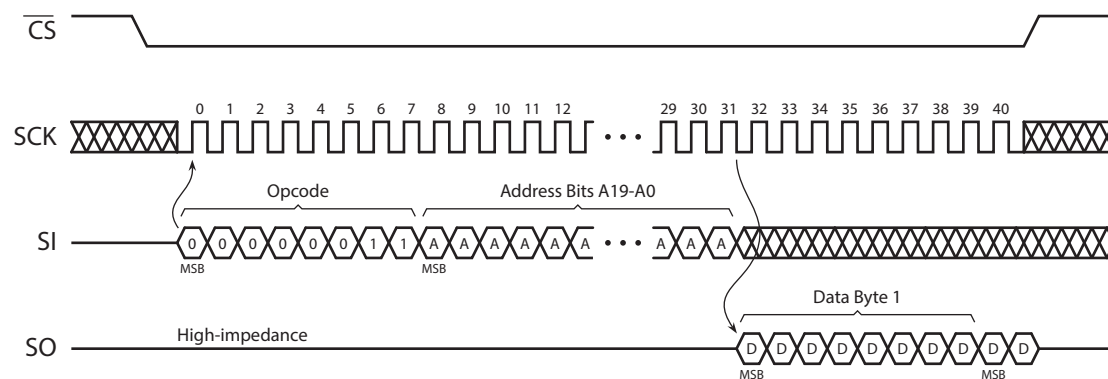 CS
0 1 2 3 4 5 6 7 8 9 10 11 12 29 30 31 32 33 34 35 36 37 38 39 40
SCK
• • •
Opcode
Address Bits A19-A0
SI
0 0 0 0 0 0 1 1 A A A A A A • • • A A A
MSB
MSB
Data Byte 1
High-impedance
SO
D D D D D D D D D D
MSB
MSB